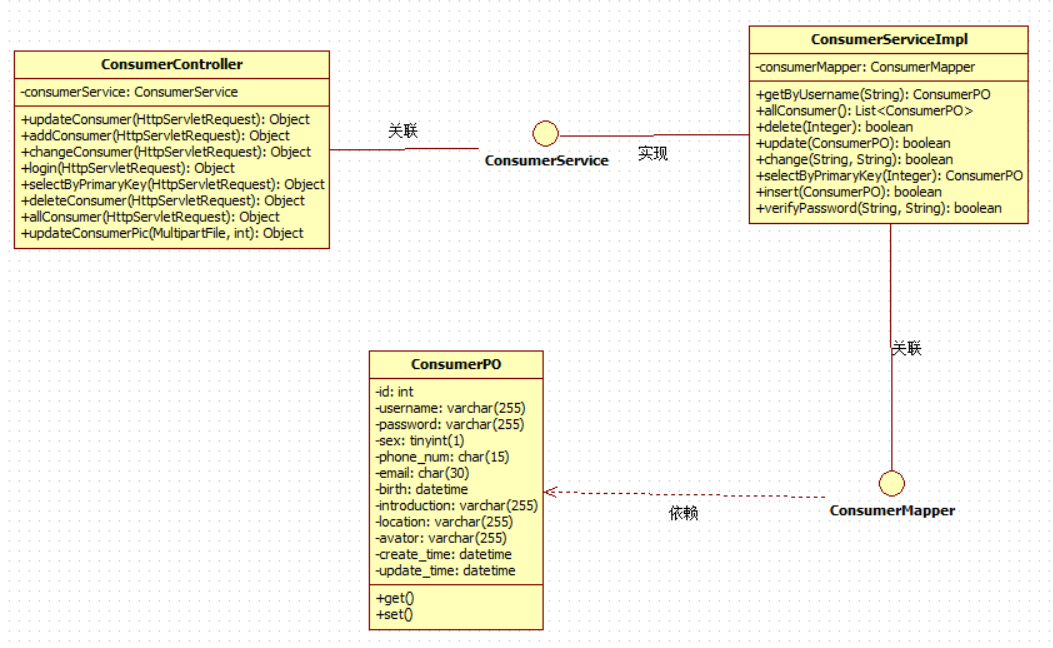 ConsumerController
-consumerService: ConsumerService
+updateConsumer(HttpServletRequest): Object
+addConsumer(HttpServletRequest): Object
+changeConsumer(HttpServletRequest): Object
+login(HttpServletRequest): Object
+selectByPrimaryKey(HttpServletRequest): Object
+deleteConsumer(HttpServletRequest): Object
+allConsumer(HttpServletRequest): Object
+updateConsumerPic(MultipartFile, int): Object
关联
ConsumerService
实现
ConsumerServiceImpl
-consumerMapper: ConsumerMapper
+getByUsername(String): ConsumerPO
+allConsumer(): List<ConsumerPO>
+delete(Integer): boolean
+update(ConsumerPO): boolean
+change(String, String): boolean
+selectByPrimaryKey(Integer): ConsumerPO
+insert(ConsumerPO): boolean
+verifyPassword(String, String): boolean
关联
ConsumerMapper
依赖
ConsumerPO
-id: int
-username: varchar(255)
-password: varchar(255)
-sex: tinyint(1)
-phone_num: char(15)
-email: char(30)
-birth: datetime
-introduction: varchar(255)
-location: varchar(255)
-avator: varchar(255)
-create_time: datetime
-update_time: datetime
+get()
+set()